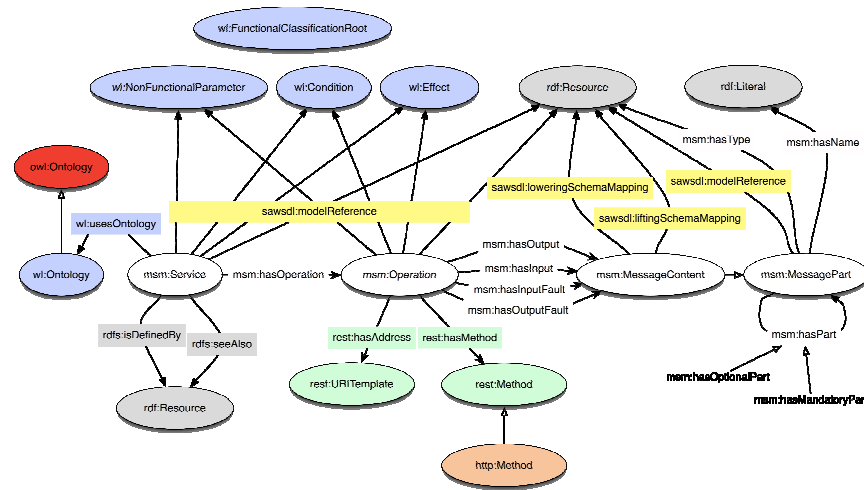 wl:FunctionalClassificationRoot
wl:NonFunctionalParameter
wl:Condition
wl:Effect
rdf:Resource
rdf:Literal
msm:hasType
msm:hasName
owl:Ontology
sawsdl:loweringSchemaMapping
sawsdl:modelReference
wl:usesOntology
sawsdl:modelReference
sawsdl:liftingSchemaMapping
msm:hasOutput
wl:Ontology
msm:Service
msm:hasOperation
msm:Operation
msm:hasInput
msm:MessageContent
msm:MessagePart
msm:hasInputFault
msm:hasOutputFault
rdfs:isDefinedBy
rdfs:seeAlso
rest:hasAddress
rest:hasMethod
msm:hasPart
msm:hasOptionalPart
rest:URITemplate
rest:Method
msm:hasMandatoryPar
rdf:Resource
http:Method